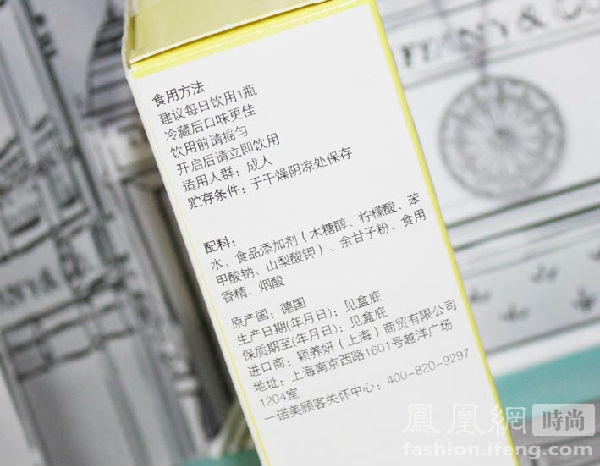 食用方法
建议每日饮用1瓶
冷藏后口味更佳
饮用前请摇匀
开启后请立即饮用
适用人群：成人
贮存条件：于干燥阴凉处保存
配料：
水、食品添加剂（木糖醇、柠檬酸、苯
甲酸钠、山梨酸钾）、余甘子粉、食用
香精、烟酸
原产国：德国
生产日期(年月日)：见盒底
保质期至(年月日)：见盒底
进口商：颖养妍（上海）商贸有限公司
地址：上海南京西路1601号越洋广场
1204室
一诺美顾客关怀中心：400-820-9297
TIFFANY & CO
鳳凰網 時尚
fashion.ifeng.com